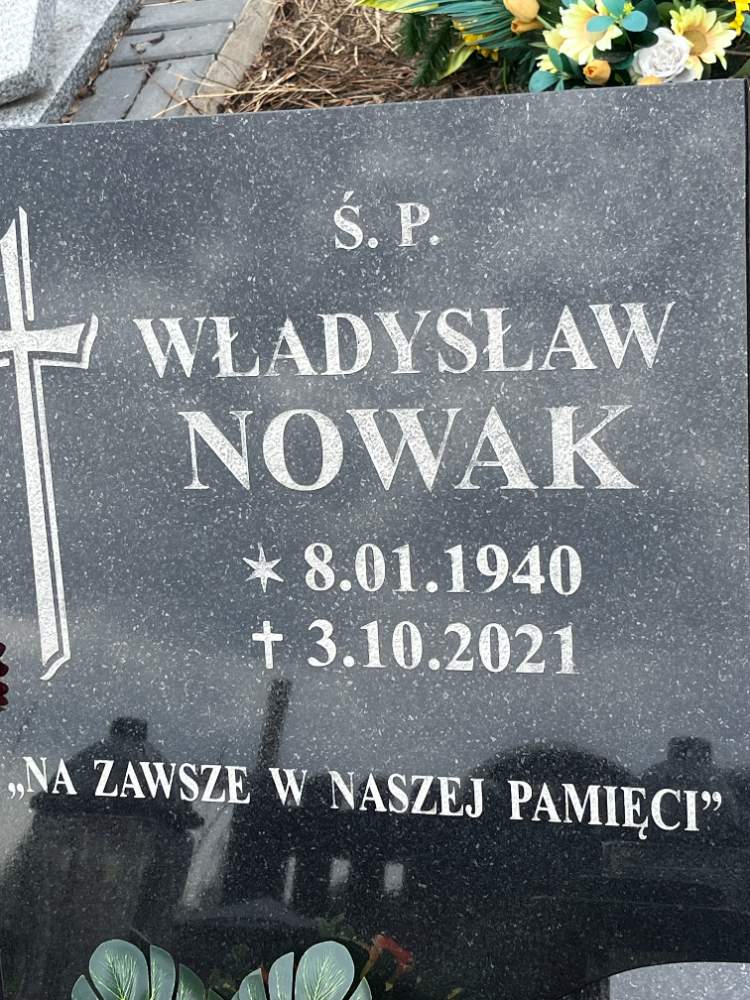 Ś. P.
WŁADYSŁAW
NOWAK
* 8.01.1940
✝ 3.10.2021
„NA ZAWSZE W NASZEJ PAMIĘCI”